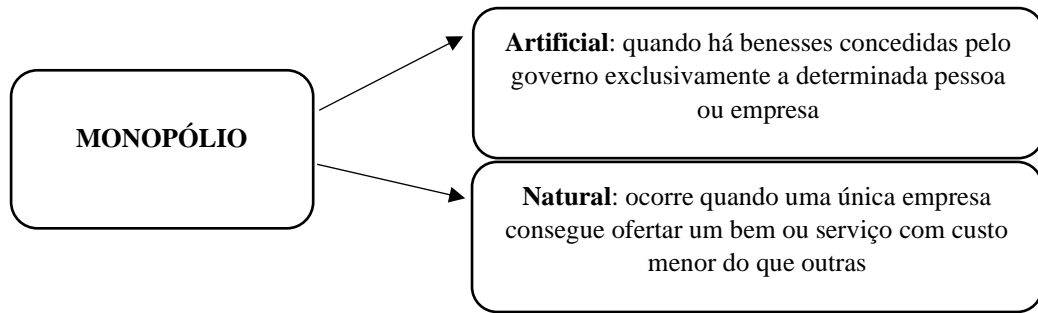 MONOPÓLIO
Artificial: quando há benesses concedidas pelo
governo exclusivamente a determinada pessoa
ou empresa
Natural: ocorre quando uma única empresa
consegue ofertar um bem ou serviço com custo
menor do que outras